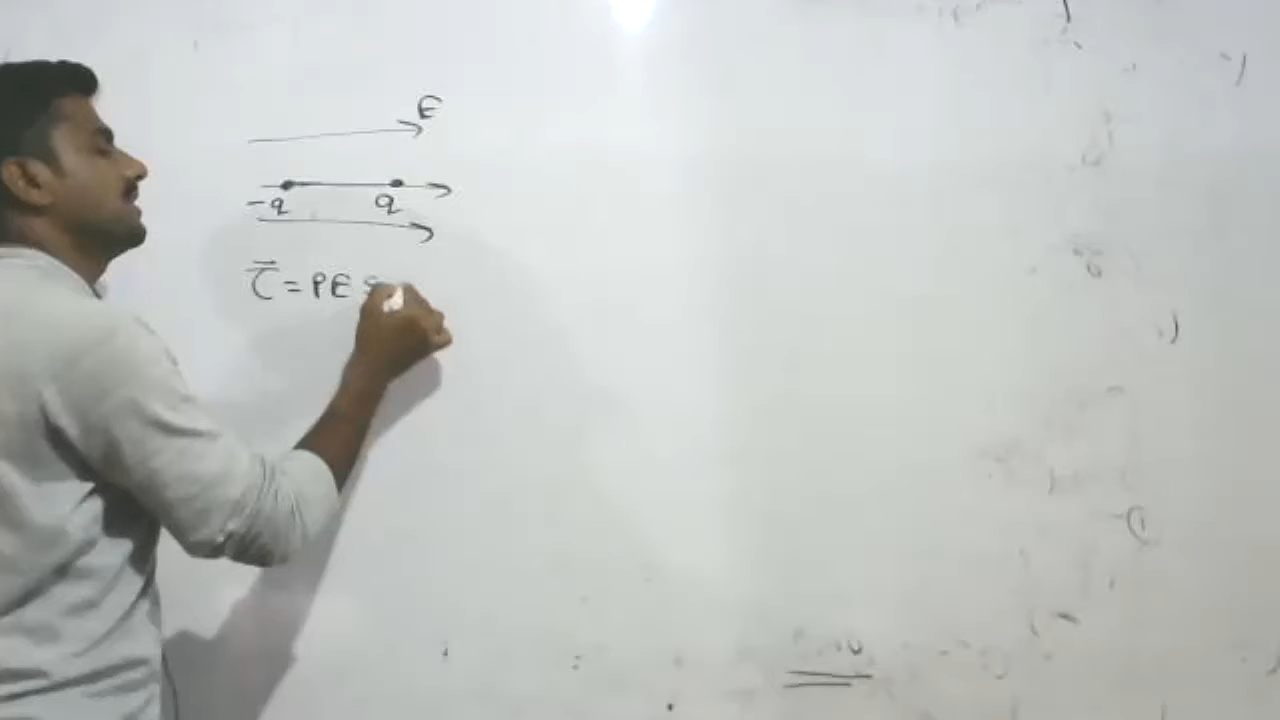 E
-q q
τ = PE S